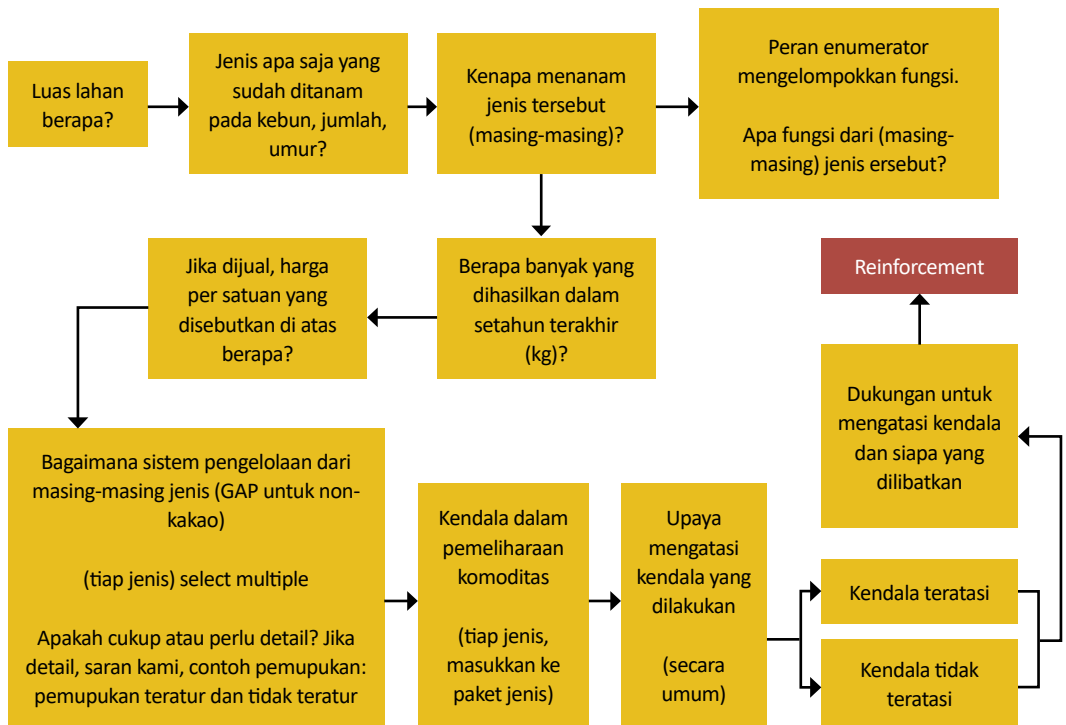 Luas lahan
berapa?
Jenis apa saja yang
sudah ditanam
pada kebun, jumlah,
umur?
Kenapa menanam
jenis tersebut
(masing-masing)?
Peran enumerator
mengelompokkan fungsi.
Apa fungsi dari (masing-
masing) jenis ersebut?
Berapa banyak yang
dihasilkan dalam
setahun terakhir
(kg)?
Jika dijual, harga
per satuan yang
disebutkan di atas
berapa?
Bagaimana sistem pengelolaan dari
masing-masing jenis (GAP untuk non-
kakao)
(tiap jenis) select multiple
Apakah cukup atau perlu detail? Jika
detail, saran kami, contoh pemupukan:
pemupukan teratur dan tidak teratur
Kendala dalam
pemeliharaan
komoditas
(tiap jenis,
masukkan ke
paket jenis)
Upaya
mengatasi
kendala yang
dilakukan
(secara
umum)
Kendala teratasi
Kendala tidak
teratasi
Dukungan untuk
mengatasi kendala
dan siapa yang
dilibatkan
Reinforcement